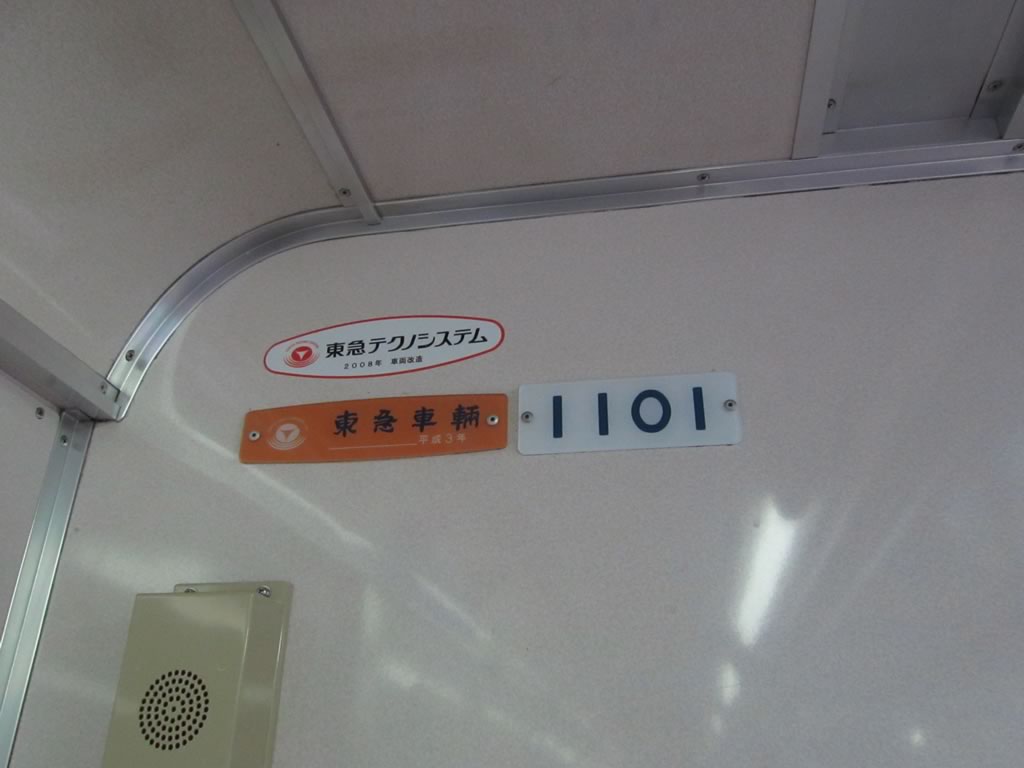 東急テクノシステム
2008年 車両改造
東急車輛
平成3年
1101